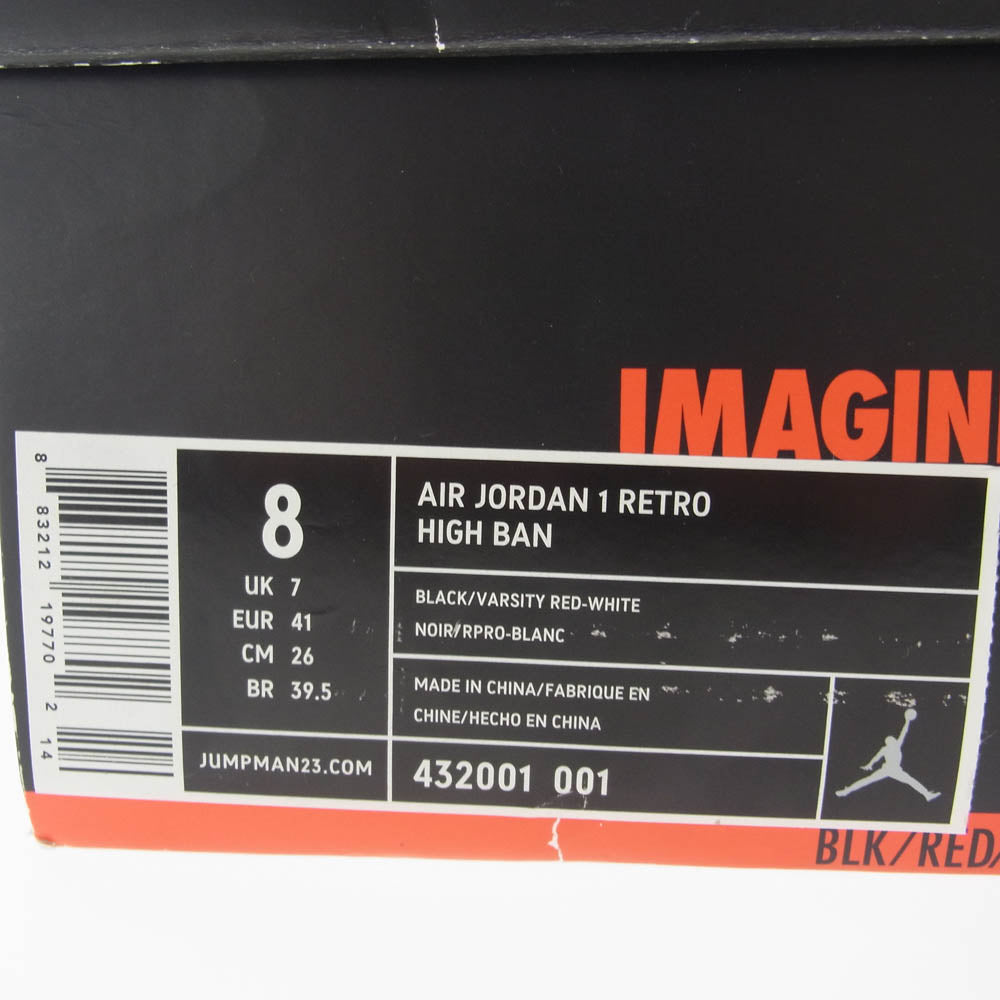 IMAGIN
8
UK 7
EUR 41
CM 26
BR 39.5
JUMPMAN23.COM
AIR JORDAN 1 RETRO
HIGH BAN
BLACK/VARSITY RED-WHITE
NOIR/RPRO-BLANC
MADE IN CHINA/FABRIQUE EN
CHINE/HECHO EN CHINA
432001 001
8 83212 19770 2 14
BLK/RED/